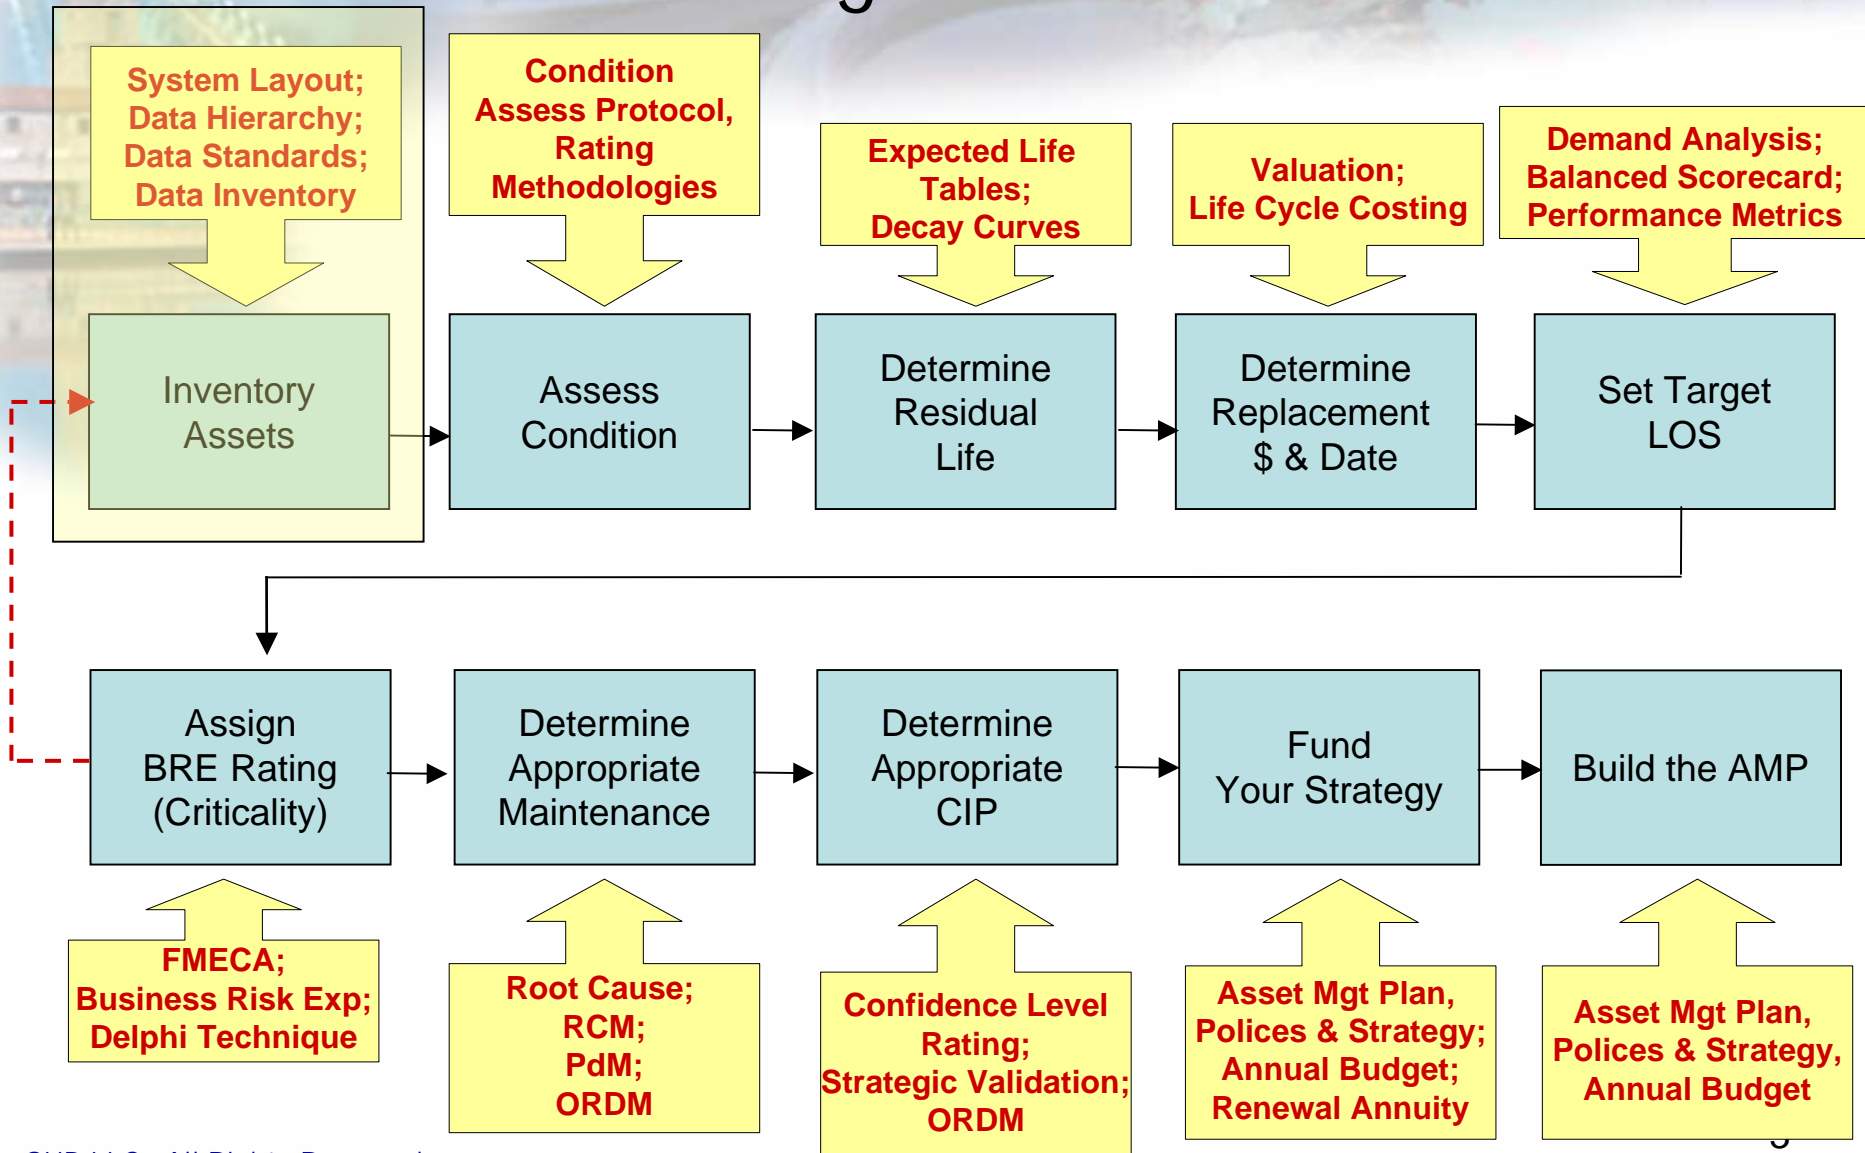 System Layout;
Data Hierarchy;
Data Standards;
Data Inventory
Condition
Assess Protocol,
Rating
Methodologies
Expected Life
Tables;
Decay Curves
Valuation;
Life Cycle Costing
Demand Analysis;
Balanced Scorecard;
Performance Metrics
Inventory
Assets
Assess
Condition
Determine
Residual
Life
Determine
Replacement
$ & Date
Set Target
LOS
Assign
BRE Rating
(Criticality)
Determine
Appropriate
Maintenance
Determine
Appropriate
CIP
Fund
Your Strategy
Build the AMP
FMECA;
Business Risk Exp;
Delphi Technique
Root Cause;
RCM;
PdM;
ORDM
Confidence Level
Rating;
Strategic Validation;
ORDM
Asset Mgt Plan,
Polices & Strategy;
Annual Budget;
Renewal Annuity
Asset Mgt Plan,
Polices & Strategy,
Annual Budget